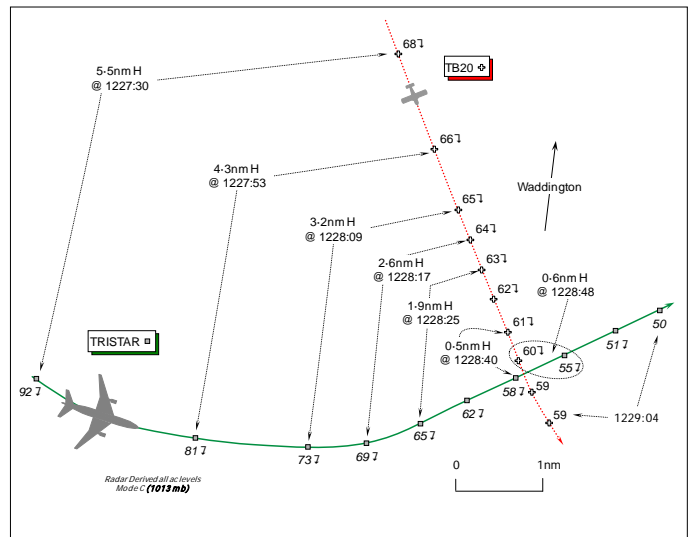 68↴
5·5nm H
@ 1227:30
TB20
66↴
4·3nm H
@ 1227:53
Waddington
65↴
3·2nm H
@ 1228:09
64↴
2·6nm H
@ 1228:17
63↴
0·6nm H
@ 1228:48
62↴
1·9nm H
@ 1228:25
50
61↴
TRISTAR
0·5nm H
@ 1228:40
51↴
60↴
55↴
92↴
58↴
59
62↴
59
1229:04
65↴
81↴
73↴
69↴
0
1nm
Radar Derived all ac levels
Mode C (1013 mb)